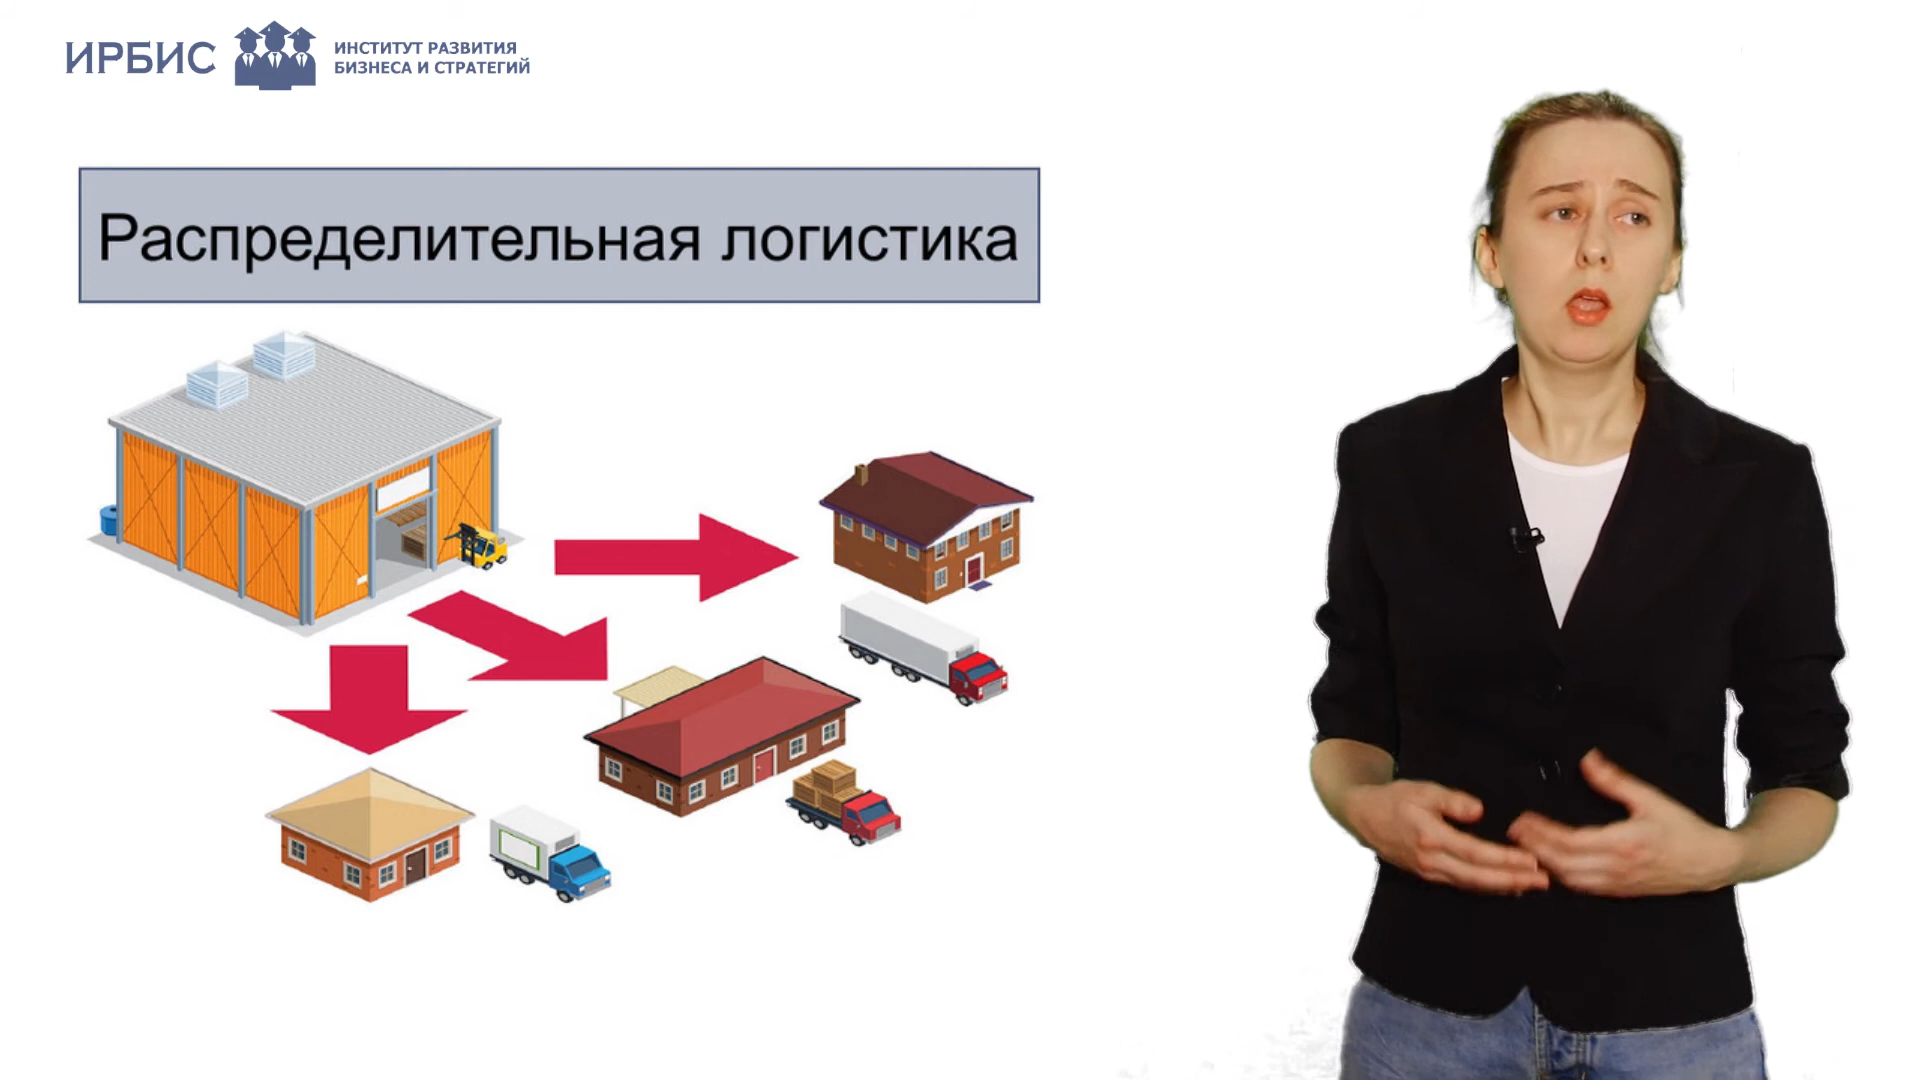 ИРБИС
ИНСТИТУТ РАЗВИТИЯ
БИЗНЕСА И СТРАТЕГИЙ
Распределительная логистика